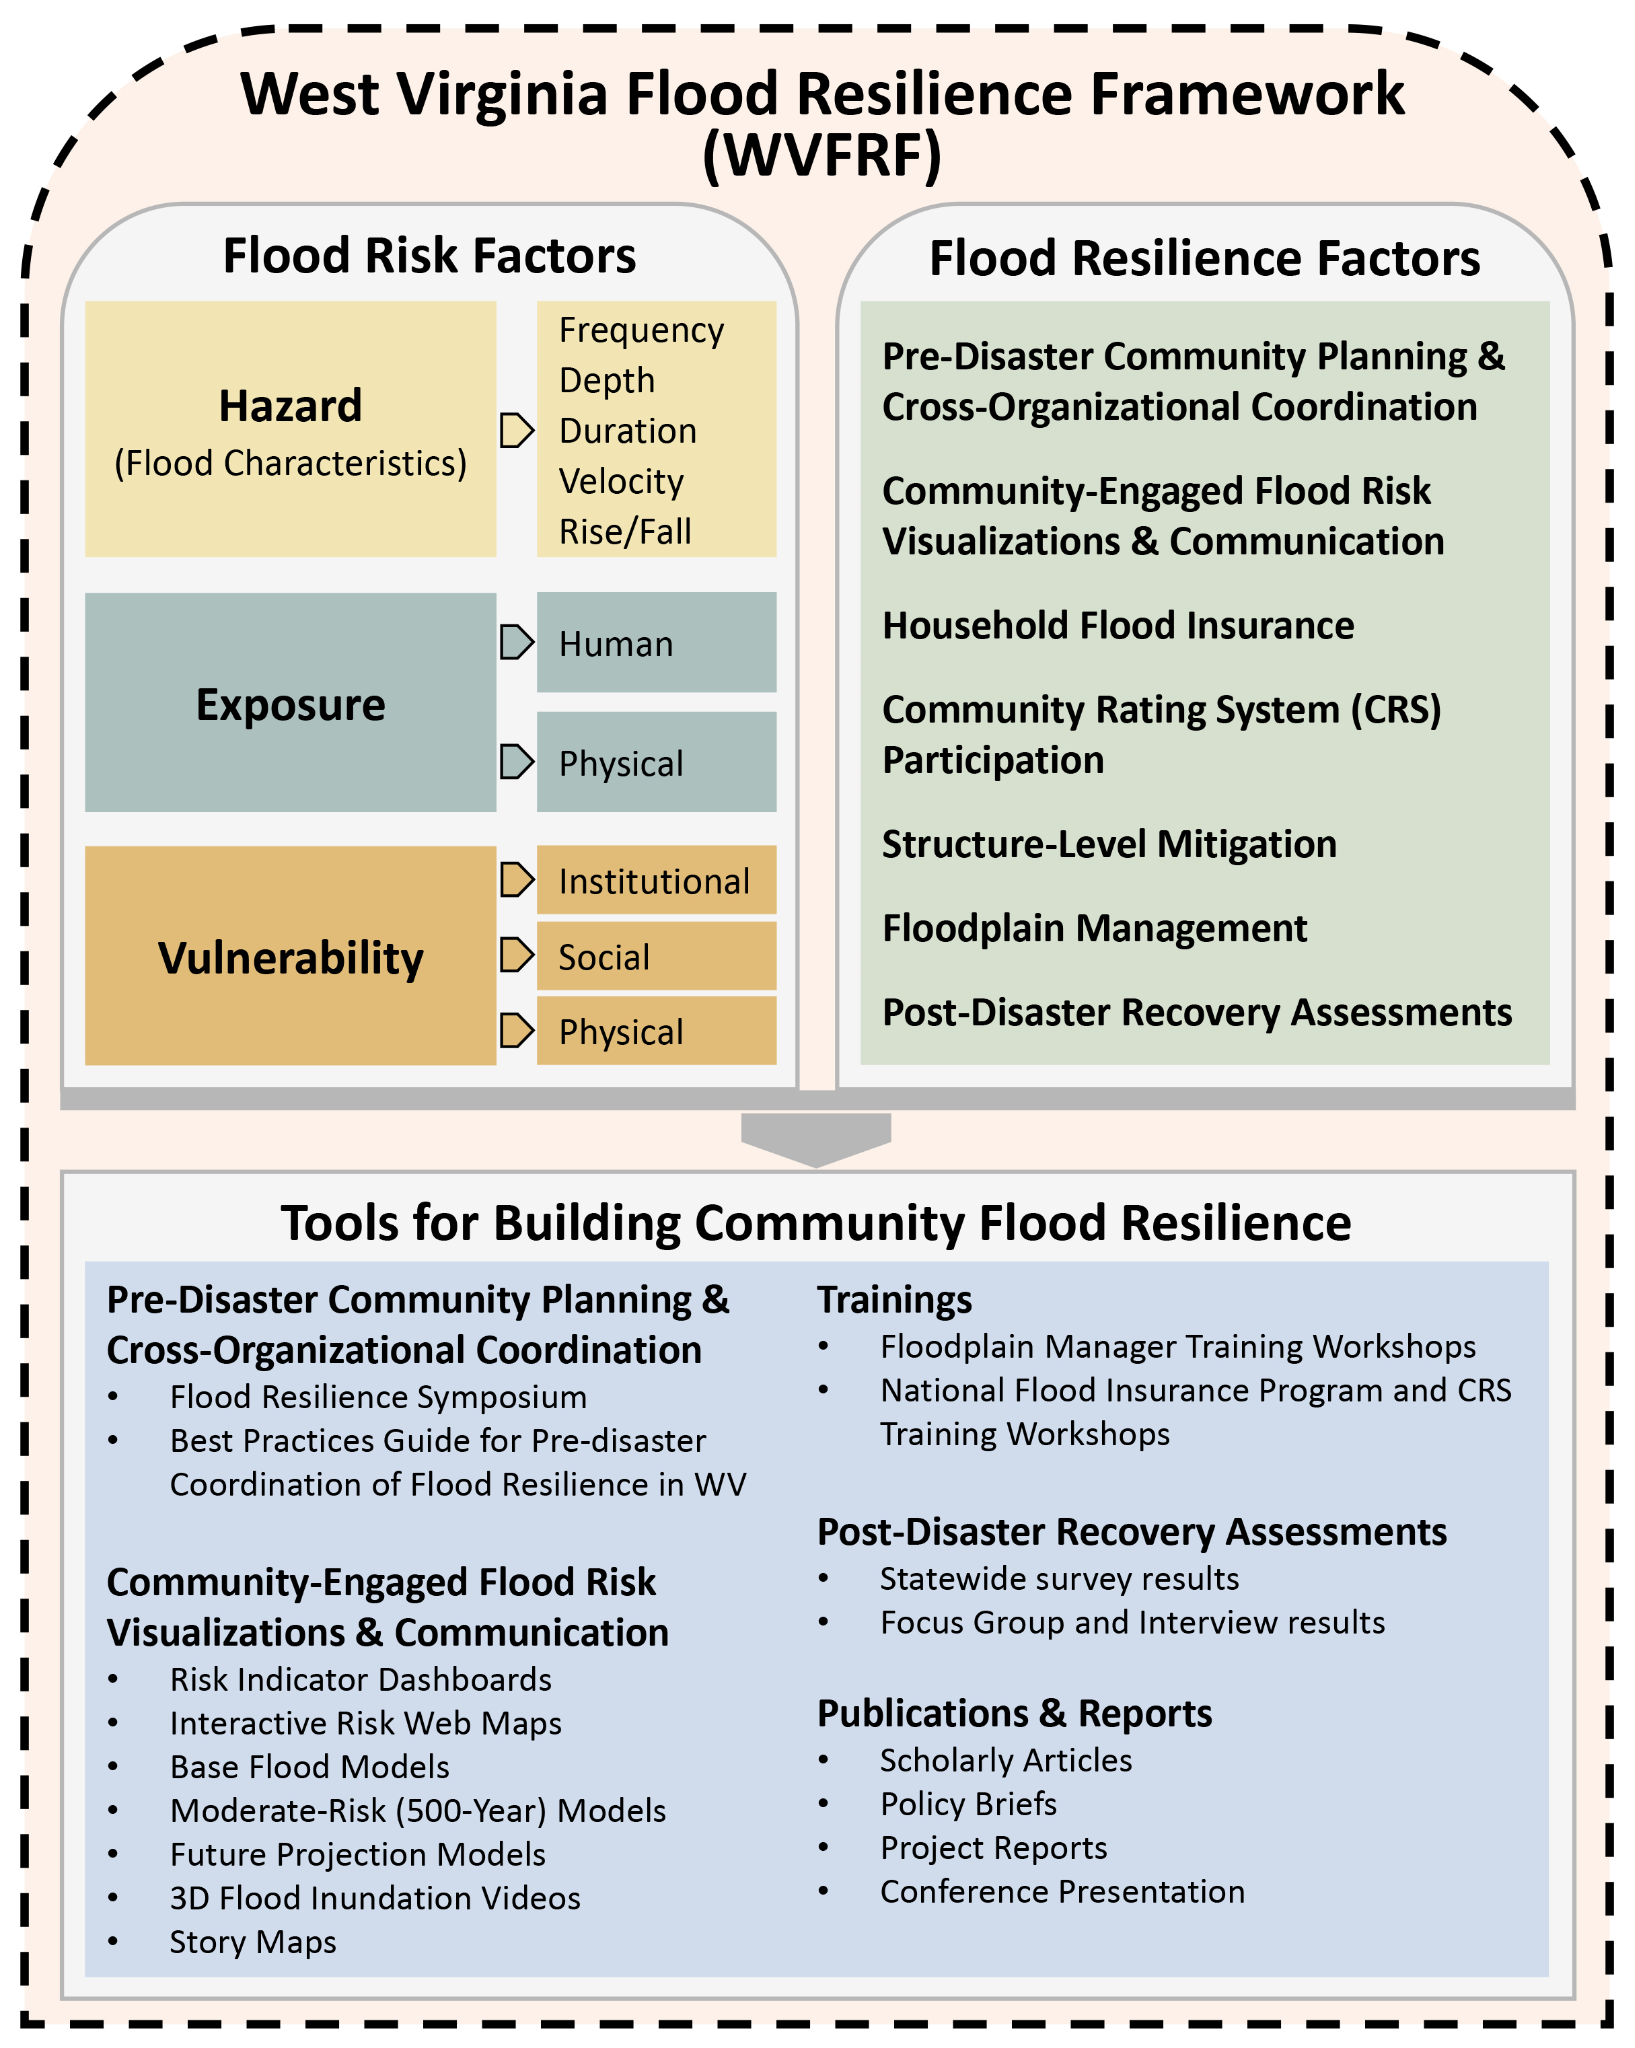 West Virginia Flood Resilience Framework
(WVFRF)
Flood Risk Factors
Hazard
(Flood Characteristics)
Frequency
Depth
Duration
Velocity
Rise/Fall
Exposure
Human
Physical
Vulnerability
Institutional
Social
Physical
Flood Resilience Factors
Pre-Disaster Community Planning &
Cross-Organizational Coordination
Community-Engaged Flood Risk
Visualizations & Communication
Household Flood Insurance
Community Rating System (CRS)
Participation
Structure-Level Mitigation
Floodplain Management
Post-Disaster Recovery Assessments
Tools for Building Community Flood Resilience
Pre-Disaster Community Planning &
Cross-Organizational Coordination
• Flood Resilience Symposium
• Best Practices Guide for Pre-disaster
Coordination of Flood Resilience in WV
Community-Engaged Flood Risk
Visualizations & Communication
• Risk Indicator Dashboards
• Interactive Risk Web Maps
• Base Flood Models
• Moderate-Risk (500-Year) Models
• Future Projection Models
• 3D Flood Inundation Videos
• Story Maps
Trainings
• Floodplain Manager Training Workshops
• National Flood Insurance Program and CRS
Training Workshops
Post-Disaster Recovery Assessments
• Statewide survey results
• Focus Group and Interview results
Publications & Reports
• Scholarly Articles
• Policy Briefs
• Project Reports
• Conference Presentation